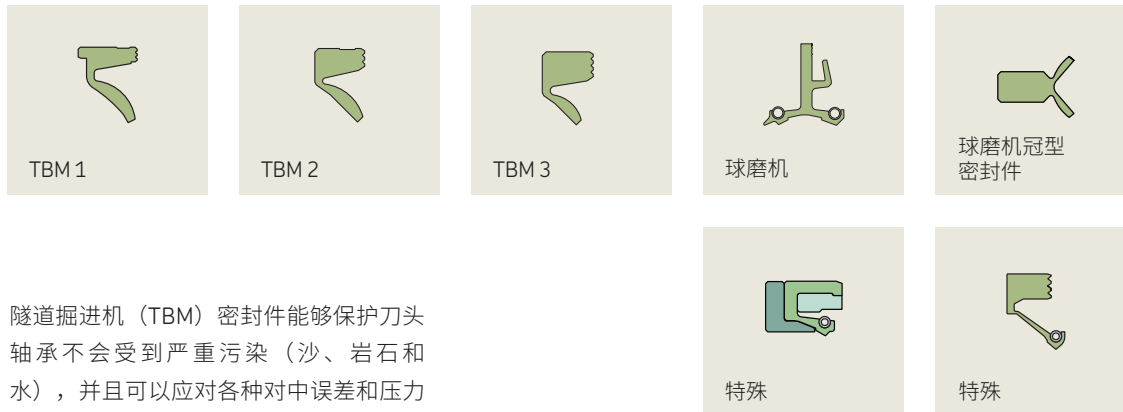 TBM 1
TBM 2
TBM 3
球磨机
球磨机冠型
密封件
特殊
特殊
隧道掘进机（TBM）密封件能够保护刀头
轴承不会受到严重污染（沙、岩石和
水），并且可以应对各种对中误差和压力